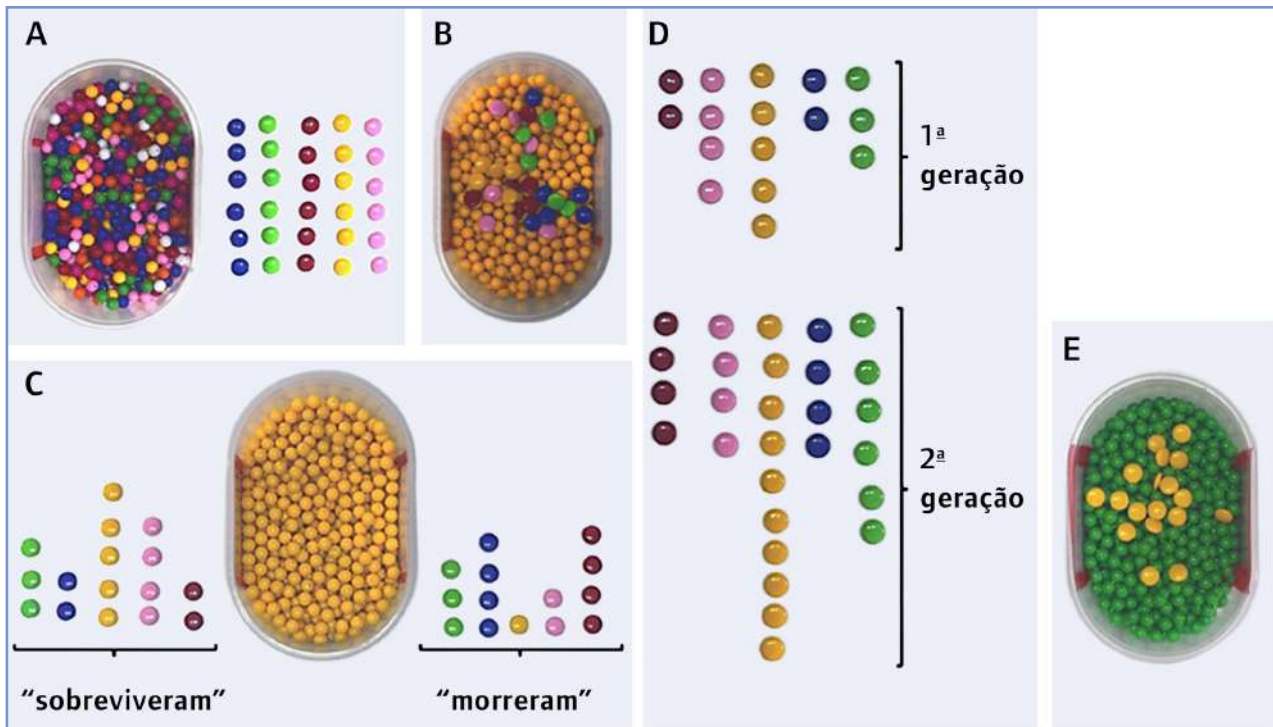 A
B
D
1ª
geração
C
"sobreviveram"
"morreram"
2ª
geração
E